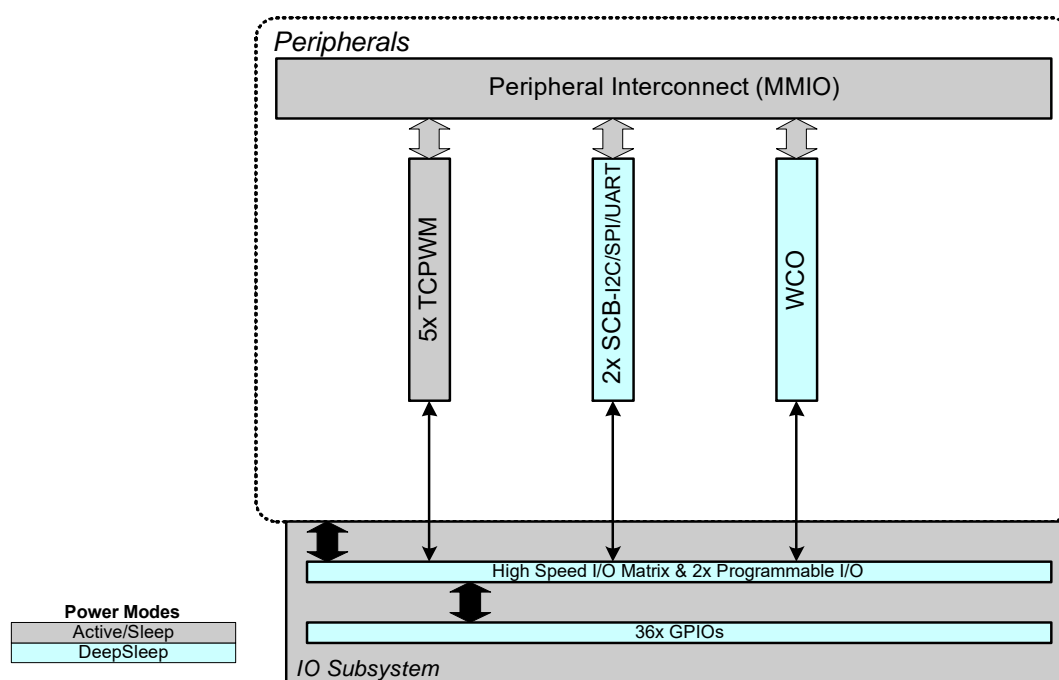 Peripherals
Peripheral Interconnect (MMIO)
5x TCPWM
2x SCB-I2C/SPI/UART
WCO
High Speed I/O Matrix & 2x Programmable I/O
36x GPIOs
IO Subsystem
Power Modes
Active/Sleep
DeepSleep